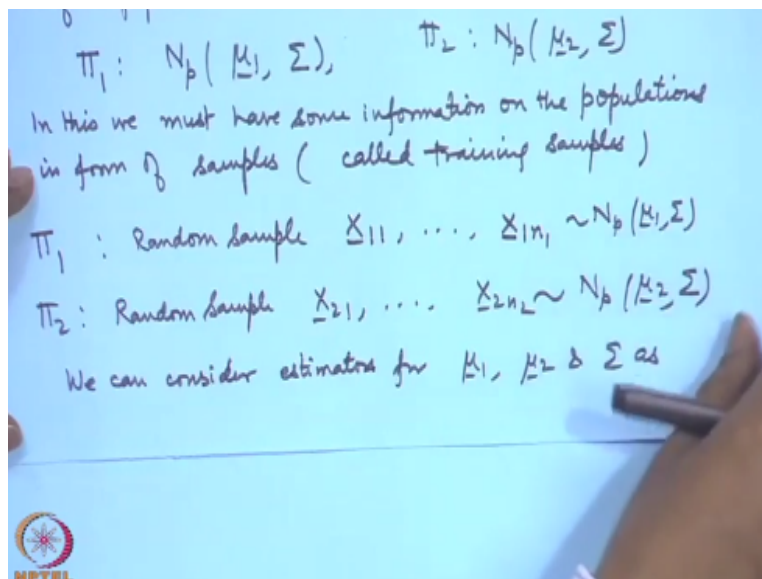 Π₁ : N_p( μ₁, Σ), Π₂ : N_p( μ₂, Σ)
In this we must have some information on the populations
in form of samples ( called training samples )
Π₁ : Random Sample X₁₁, ...., X₁ₙ₁ ~ N_p(μ₁, Σ)
Π₂ : Random Sample X₂₁, .... X₂ₙ₂ ~ N_p (μ₂, Σ)
We can consider estimators for μ₁, μ₂ & Σ as
NPTEL